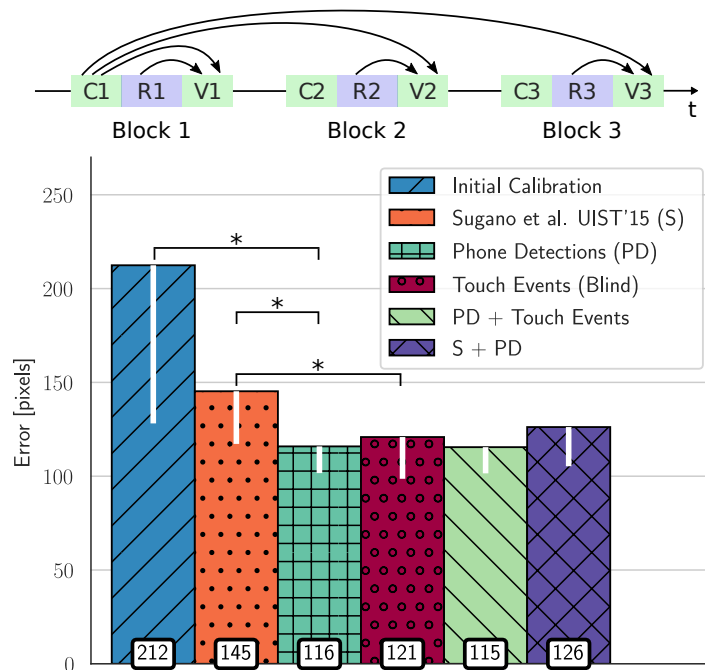 C1 R1 V1 C2 R2 V2 C3 R3 V3
t
Block 1 Block 2 Block 3
Initial Calibration
Sugano et al. UIST'15 (S)
Phone Detections (PD)
Touch Events (Blind)
PD + Touch Events
S + PD
Error [pixels]
250
200
150
100
50
0
*
*
*
212 145 116 121 115 126